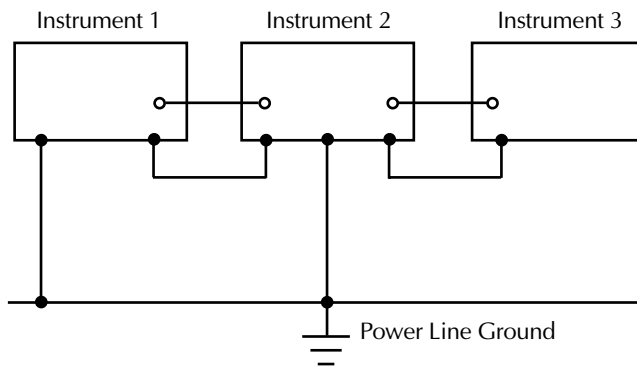 Instrument 1
Instrument 2
Instrument 3
Power Line Ground